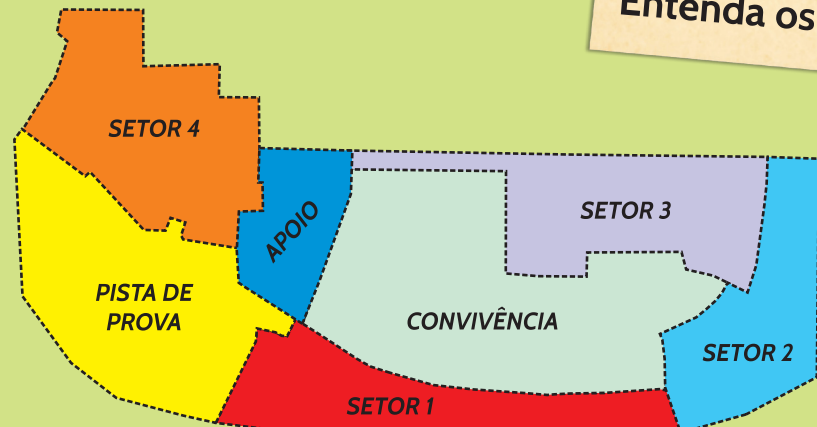 Entenda os
SETOR 4
SETOR 3
APOIO
PISTA DE
PROVA
CONVIVÊNCIA
SETOR 2
SETOR 1